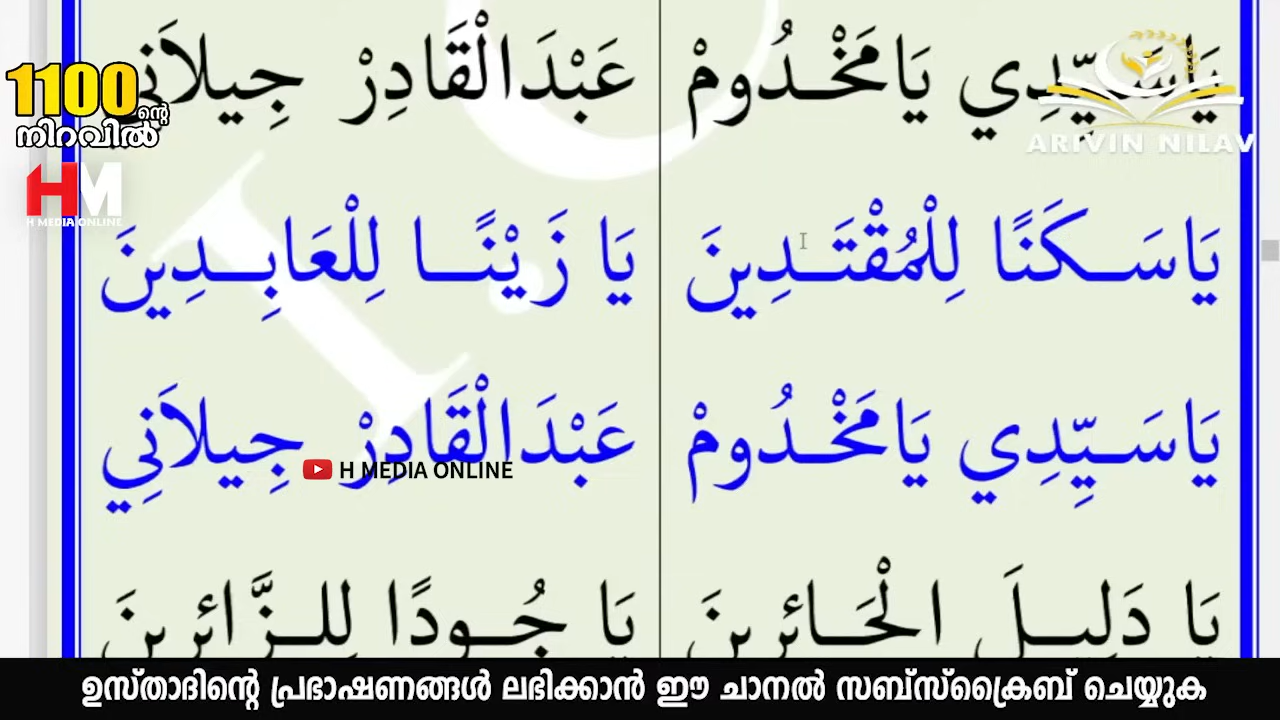 يَاسَيِّدِي يَامَخْدُومْ عَبْدَالْقَادِرْ جِيلاَنِي
يَاسَكَنًا لِلْمُقْتَدِينَ يَا زَيْنًا لِلْعَابِدِينَ
يَاسَيِّدِي يَامَخْدُومْ عَبْدَالْقَادِرْ جِيلاَنِي
يَا دَلِيلَ الْحَائِرِينَ يَا جُودًا لِلزَّائِرِينَ
1100ന്റെ
നിറവിൽ
HM
H MEDIA ONLINE
ARIVIN NILAV
H MEDIA ONLINE
ഉസ്താദിന്റെ പ്രഭാഷണങ്ങൾ ലഭിക്കാൻ ഈ ചാനൽ സബ്സ്ക്രൈബ് ചെയ്യുക